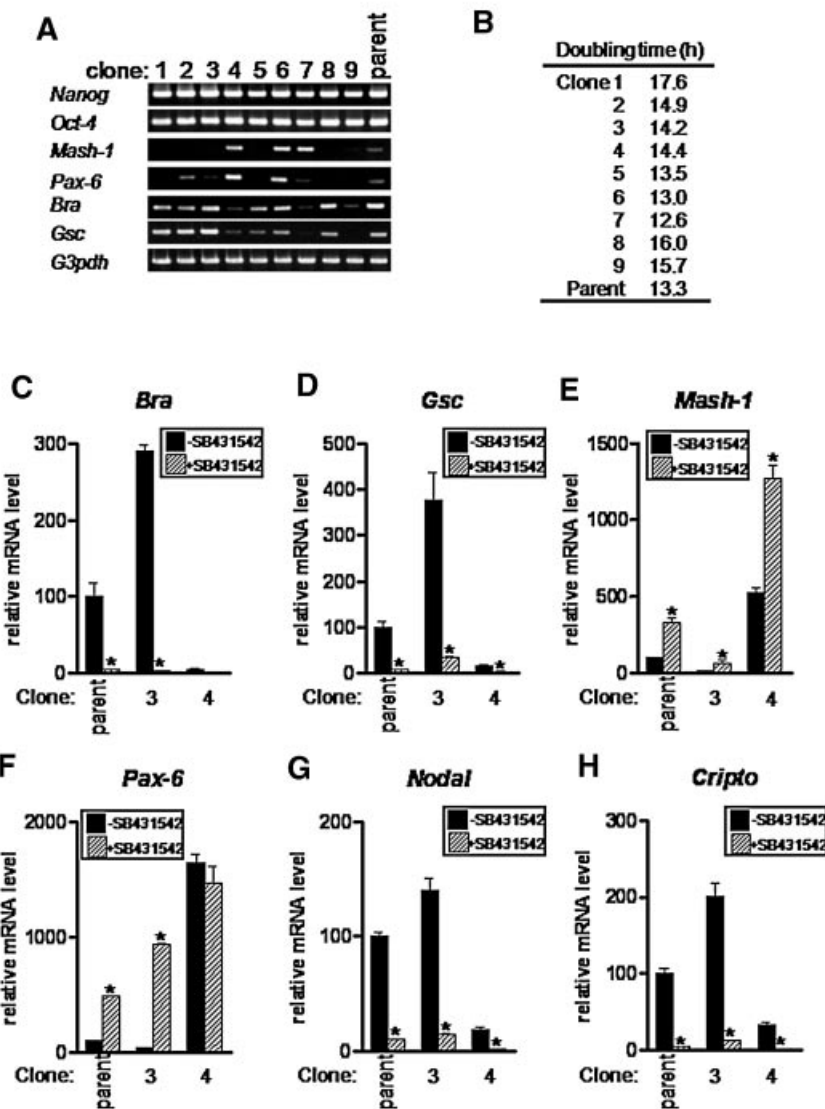 A
clone: 1 2 3 4 5 6 7 8 9 parent
Nanog
Oct-4
Mash-1
Pax-6
Bra
Gsc
G3pdh
B
Doubling time (h)
Clone 1 17.6
2 14.9
3 14.2
4 14.4
5 13.5
6 13.0
7 12.6
8 16.0
9 15.7
Parent 13.3
C
Bra
-SB431542
+SB431542
relative mRNA level
300
200
100
0
* *
Clone: parent 3 4
D
Gsc
-SB431542
+SB431542
relative mRNA level
500
400
300
200
100
0
* * *
Clone: parent 3 4
E
Mash-1
-SB431542
+SB431542
relative mRNA level
1500
1000
500
0
* * *
Clone: parent 3 4
F
Pax-6
-SB431542
+SB431542
relative mRNA level
2000
1000
0
* *
Clone: parent 3 4
G
Nodal
-SB431542
+SB431542
relative mRNA level
200
100
0
* * *
Clone: parent 3 4
H
Cripto
-SB431542
+SB431542
relative mRNA level
300
200
100
0
* * *
Clone: parent 3 4